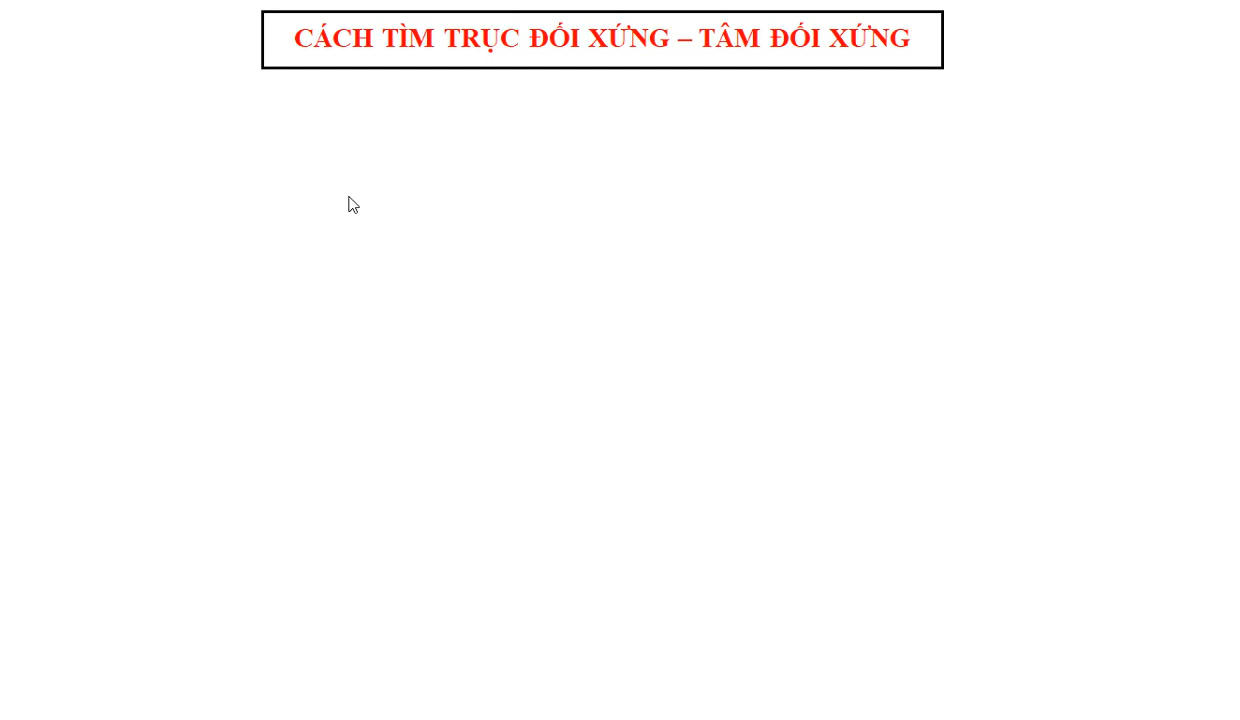 CÁCH TÌM TRỤC ĐỐI XỨNG – TÂM ĐỐI XỨNG